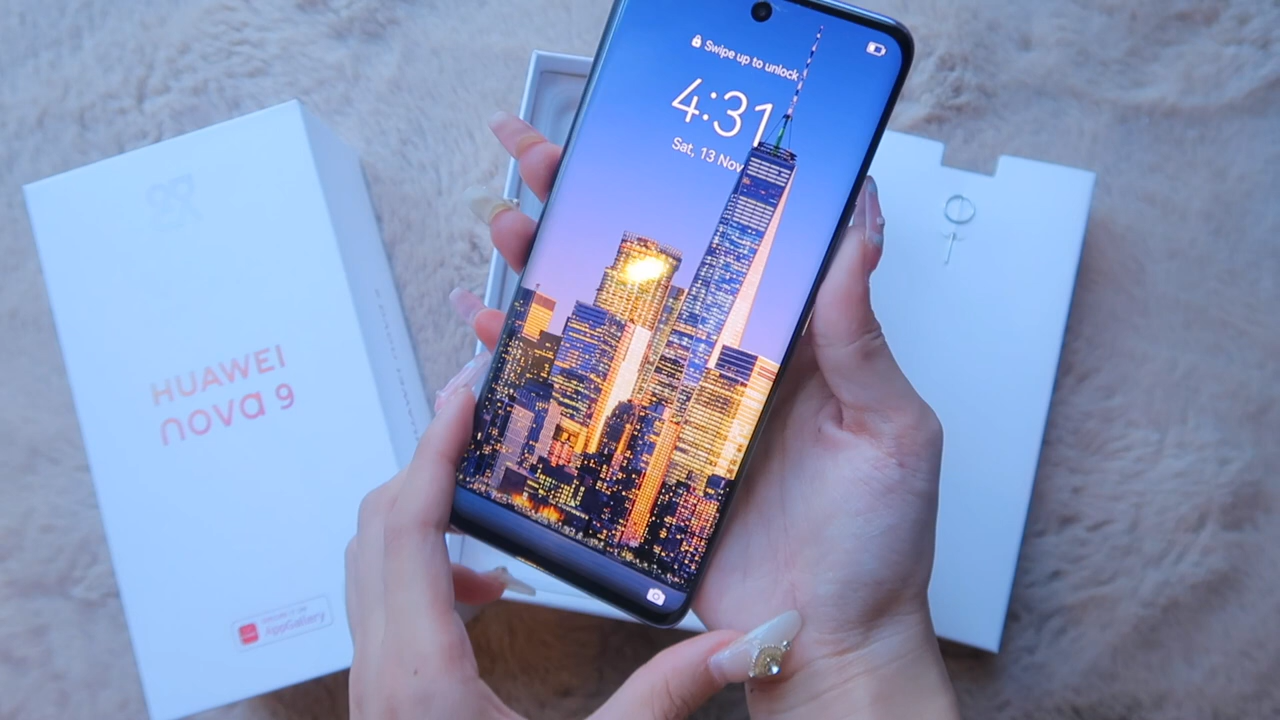 Swipe up to unlock
4:31
Sat, 13 Nov
HUAWEI
nova 9
AppGallery